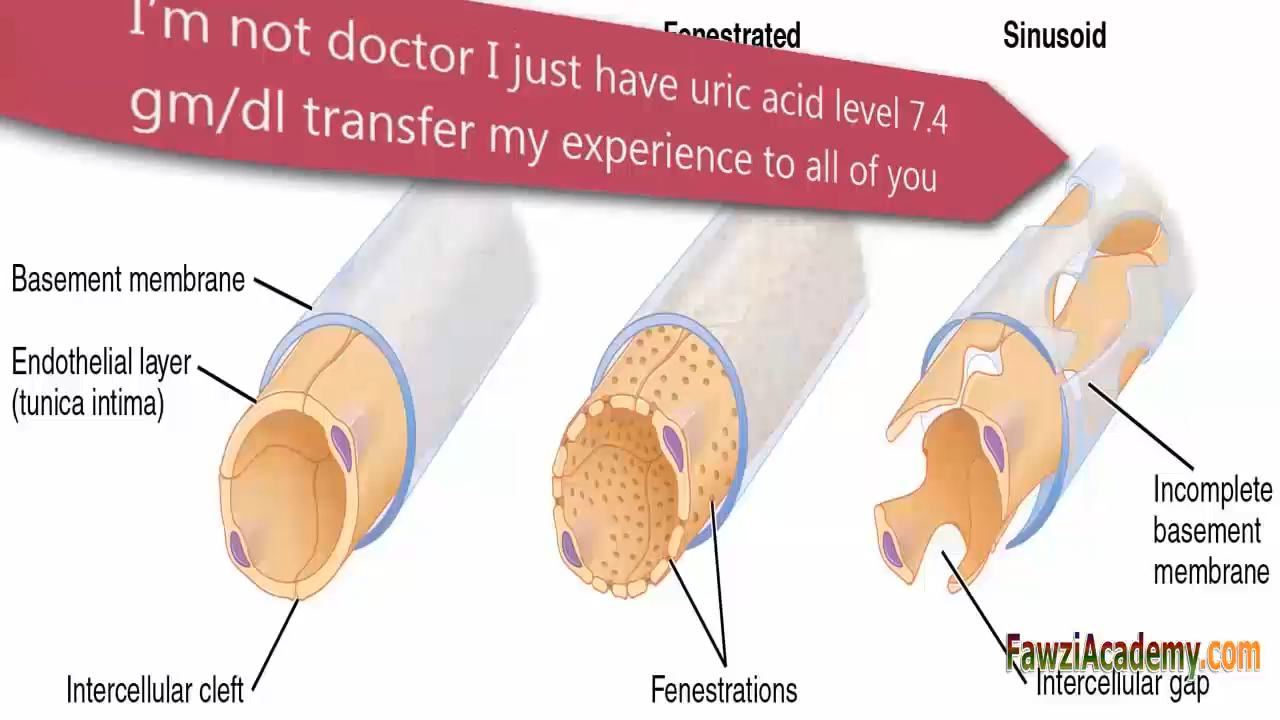 I'm not doctor I just have uric acid level 7.4
gm/dl transfer my experience to all of you
Fenestrated
Sinusoid
Basement membrane
Endothelial layer
(tunica intima)
Incomplete
basement
membrane
FawziAcademy.com
Intercellular cleft
Fenestrations
Intercellular gap